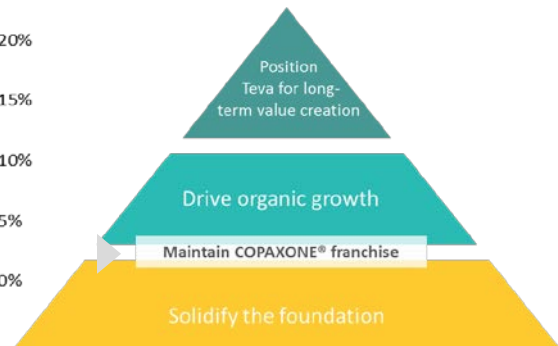 20%
15%
10%
5%
0%
Position
Teva for long-
term value creation
Drive organic growth
Maintain COPAXONE® franchise
Solidify the foundation